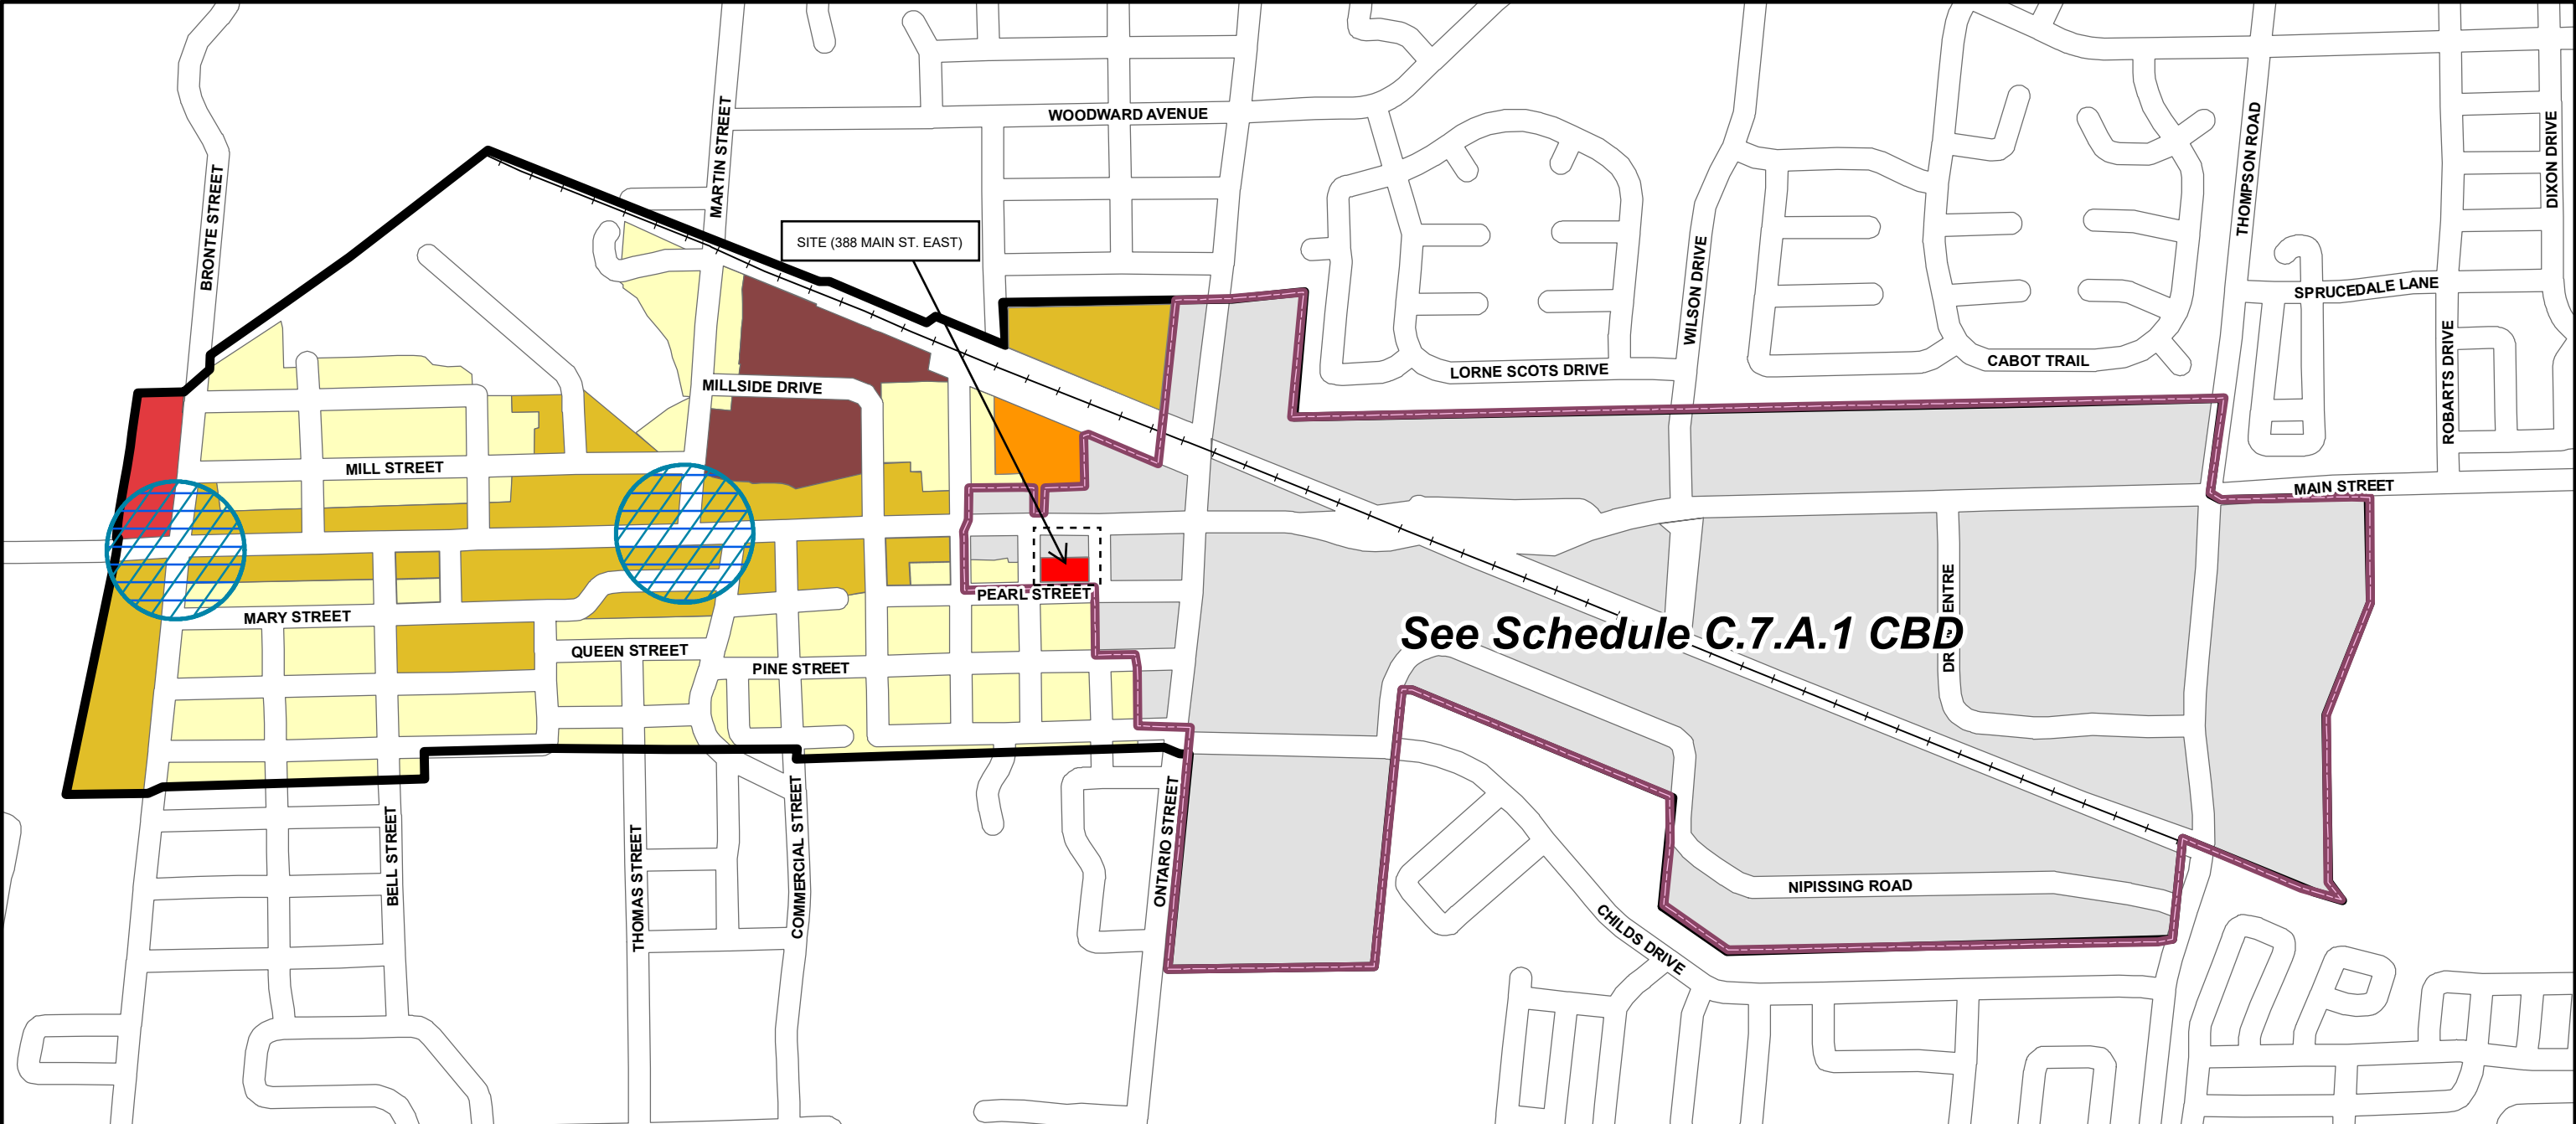 WOODWARD AVENUE
MARTIN STREET
THOMPSON ROAD
DIXON DRIVE
BRONTE STREET
SITE (388 MAIN ST. EAST)
WILSON DRIVE
SPRUCEDALE LANE
ROBARTS DRIVE
LORNE SCOTS DRIVE
CABOT TRAIL
MILLSIDE DRIVE
MILL STREET
MAIN STREET
PEARL STREET
MARY STREET
QUEEN STREET
PINE STREET
See Schedule C.7.A.1 CBD
ENTRE
DR
BELL STREET
THOMAS STREET
COMMERCIAL STREET
ONTARIO STREET
NIPISSING ROAD
CHILDS DRIVE